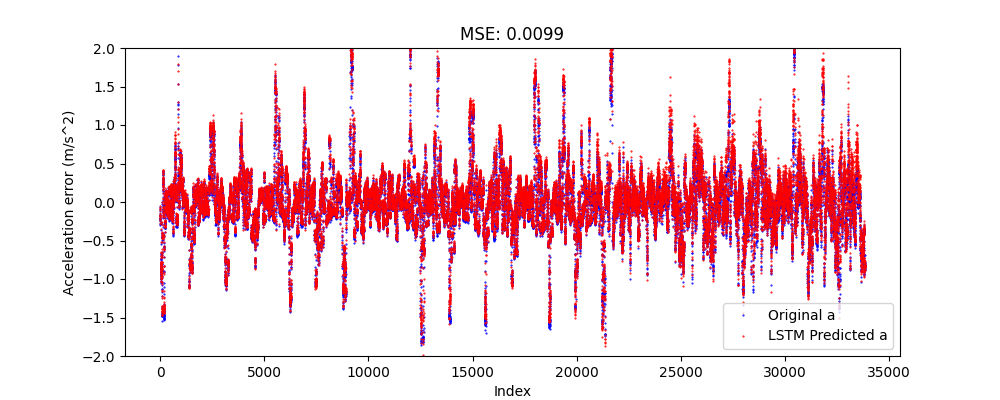 MSE: 0.0099
Acceleration error (m/s^2)
2.0
1.5
1.0
0.5
0.0
−0.5
−1.0
−1.5
−2.0
Original a
LSTM Predicted a
0 5000 10000 15000 20000 25000 30000 35000
Index